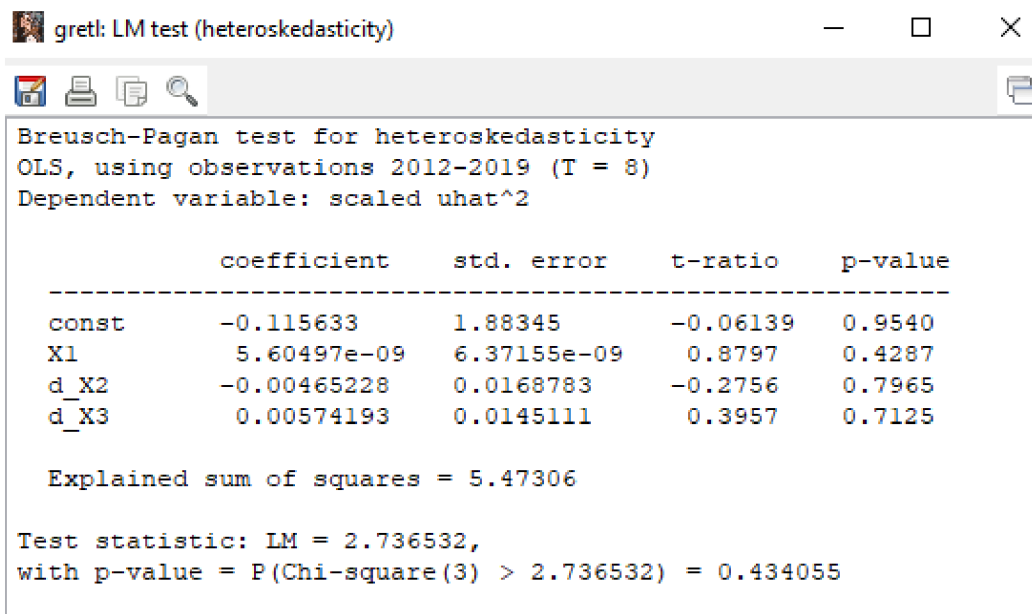 gretl: LM test (heteroskedasticity)
Breusch-Pagan test for heteroskedasticity
OLS, using observations 2012-2019 (T = 8)
Dependent variable: scaled uhat^2
coefficient std. error t-ratio p-value
-----------------------------------------------------------
const -0.115633 1.88345 -0.06139 0.9540
X1 5.60497e-09 6.37155e-09 0.8797 0.4287
d_X2 -0.00465228 0.0168783 -0.2756 0.7965
d_X3 0.00574193 0.0145111 0.3957 0.7125
Explained sum of squares = 5.47306
Test statistic: LM = 2.736532,
with p-value = P(Chi-square(3) > 2.736532) = 0.434055